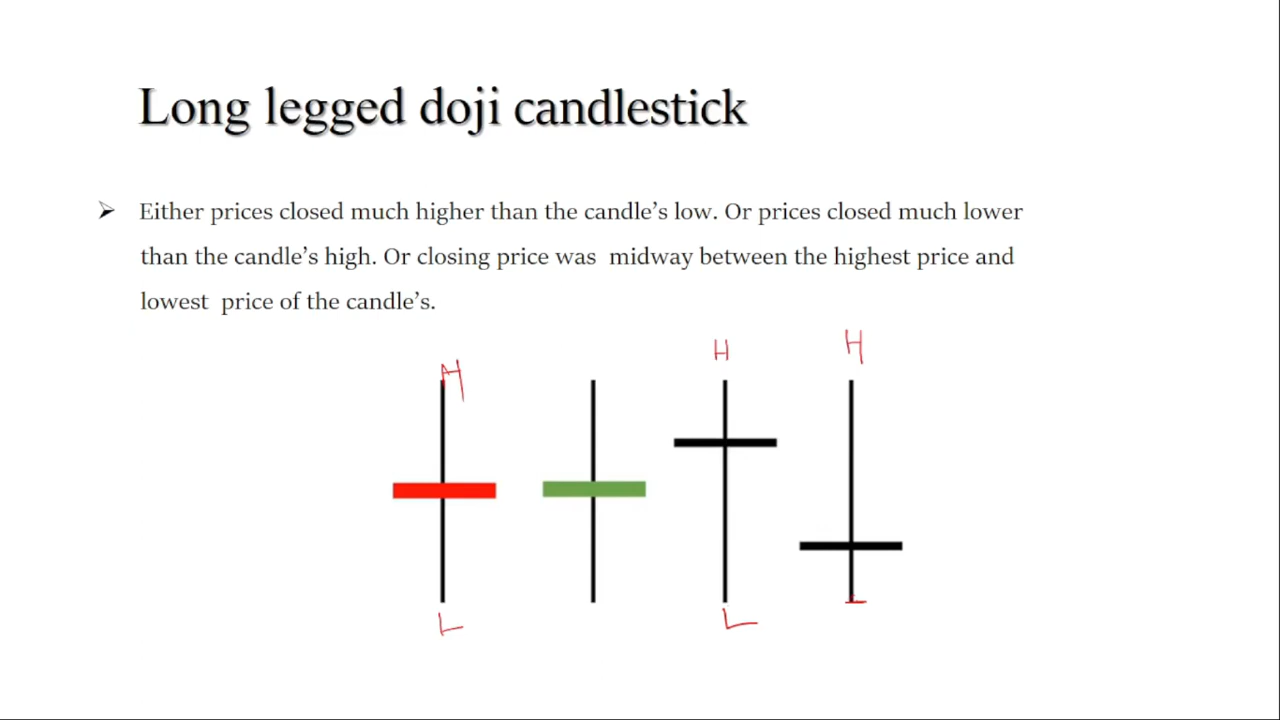 Long legged doji candlestick
Either prices closed much higher than the candle’s low. Or prices closed much lower
than the candle’s high. Or closing price was midway between the highest price and
lowest price of the candle’s.
H
H
H
L
L
L